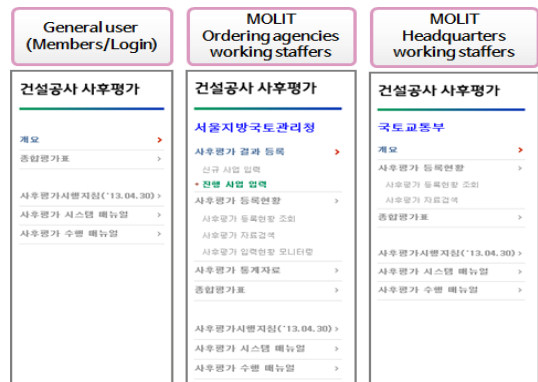 General user
(Members/Login)
건설공사 사후평가
개요
종합평가표
사후평가시행지침('13.04.30)
사후평가 시스템 매뉴얼
사후평가 수행 매뉴얼
MOLIT
Ordering agencies
working staffers
건설공사 사후평가
서울지방국토관리청
사후평가 결과 등록
신규 사업 입력
진행 사업 입력
사후평가 등록현황
사후평가 등록현황 조회
사후평가 자료검색
사후평가 입력현황 모니터링
사후평가 통계자료
종합평가표
사후평가시행지침('13.04.30)
사후평가 시스템 매뉴얼
사후평가 수행 매뉴얼
MOLIT
Headquarters
working staffers
건설공사 사후평가
국토교통부
개요
사후평가 등록현황
사후평가 등록현황 조회
사후평가 자료검색
종합평가표
사후평가시행지침('13.04.30)
사후평가 시스템 매뉴얼
사후평가 수행 매뉴얼